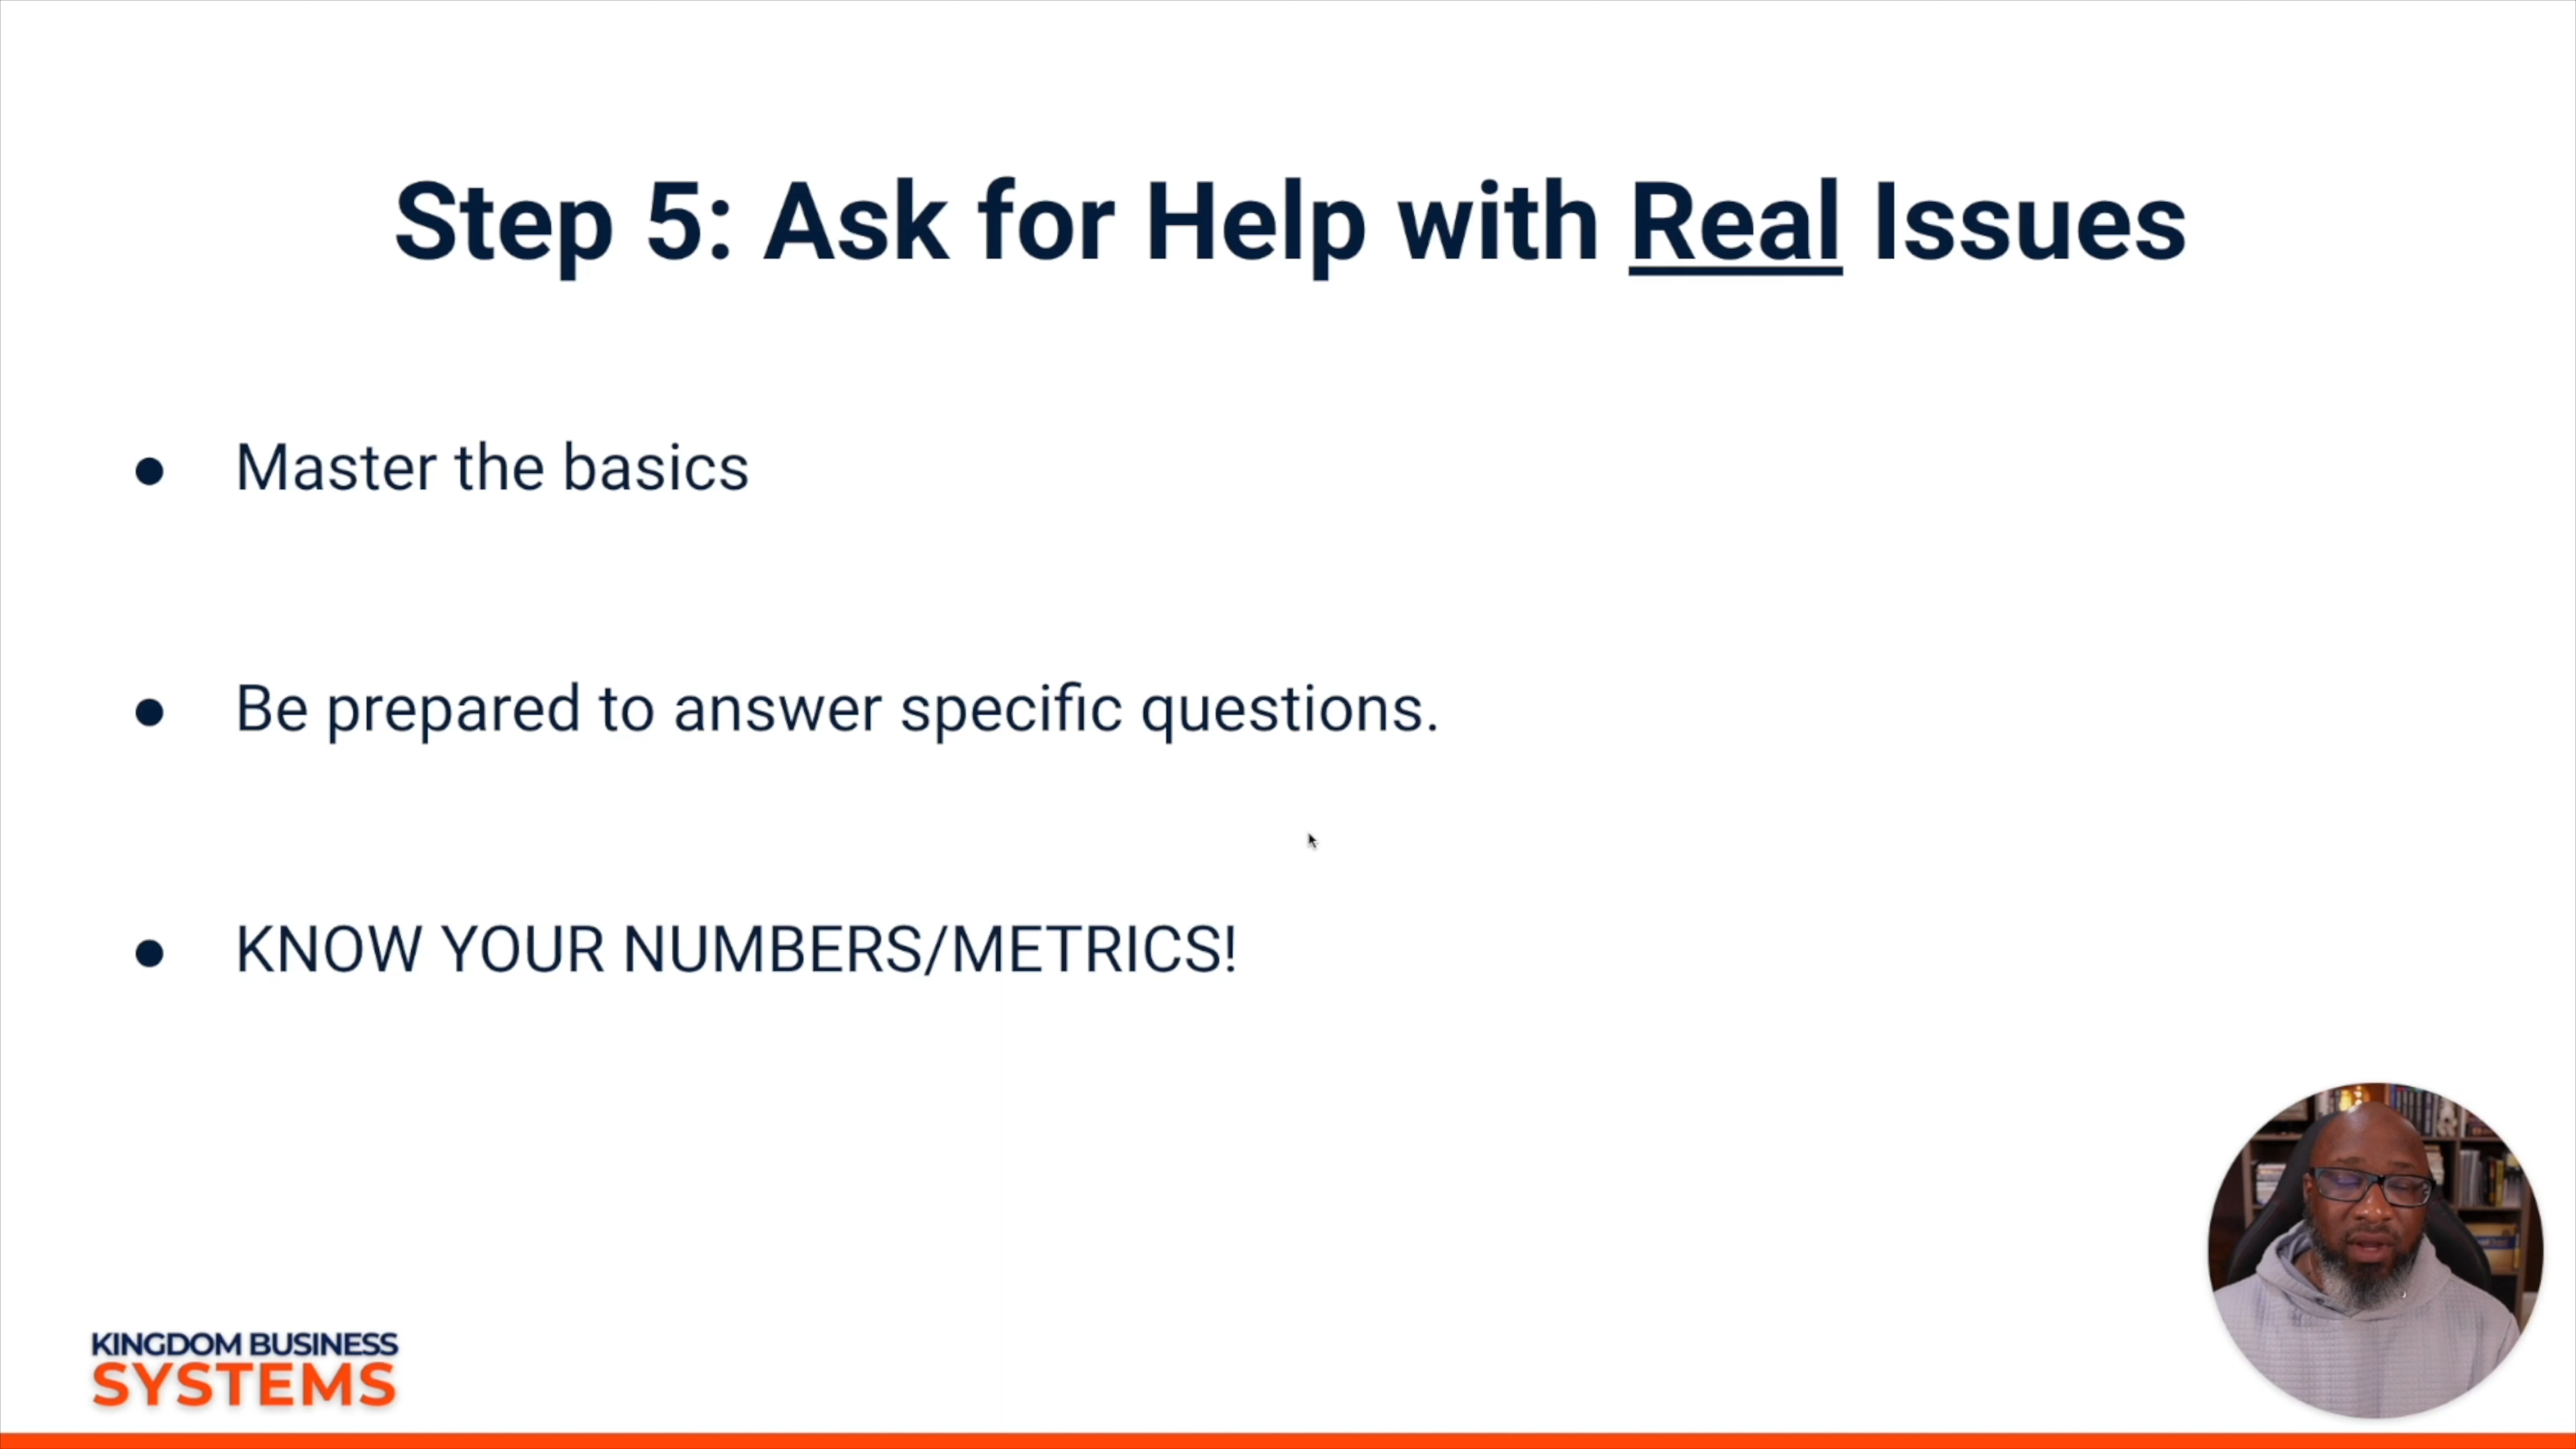 Step 5: Ask for Help with Real Issues
● Master the basics
● Be prepared to answer specific questions.
● KNOW YOUR NUMBERS/METRICS!
KINGDOM BUSINESS
SYSTEMS